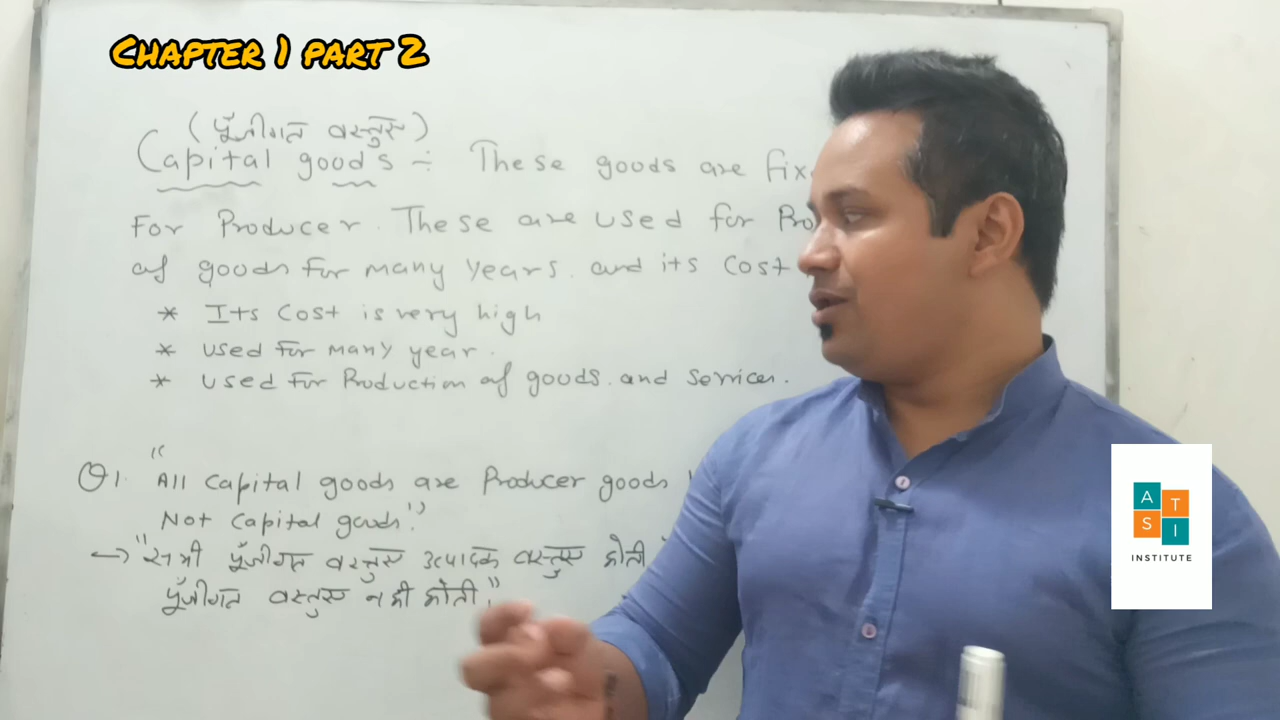 CHAPTER 1 PART 2
(पूँजीगत वस्तुएँ)
Capital goods :- These goods are fix
For Producer. These are used for Pro
of goods for many years. and its Cost
* Its Cost is very high
* used for many year.
* used for Production of goods. and Services.
Q1. "All capital goods are Producer goods
Not capital goods."
→ "सभी पूँजीगत वस्तुएँ उत्पादक वस्तुएँ होती
पूँजीगत वस्तुएँ नही होती।"
A T
S I
INSTITUTE